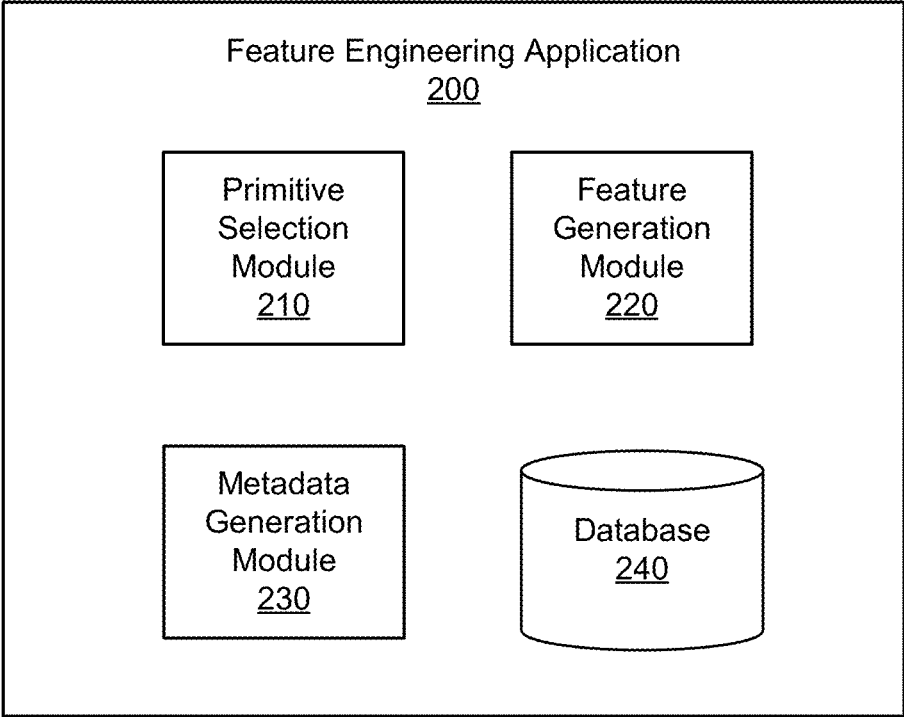 Feature Engineering Application
200
Primitive
Selection
Module
210
Feature
Generation
Module
220
Metadata
Generation
Module
230
Database
240